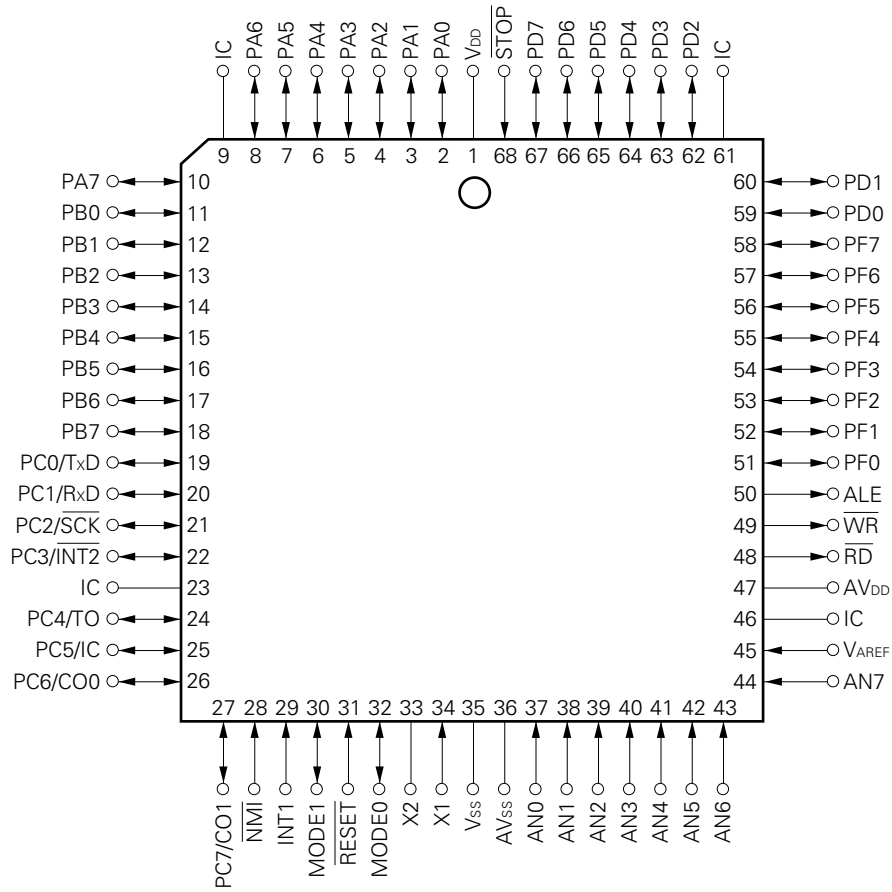 IC PA6 PA5 PA4 PA3 PA2 PA1 PA0 VDD S̅T̅O̅P̅ PD7 PD6 PD5 PD4 PD3 PD2 IC
9 8 7 6 5 4 3 2 1 68 67 66 65 64 63 62 61
PA7 10 60 PD1
PB0 11 59 PD0
PB1 12 58 PF7
PB2 13 57 PF6
PB3 14 56 PF5
PB4 15 55 PF4
PB5 16 54 PF3
PB6 17 53 PF2
PB7 18 52 PF1
PC0/TxD 19 51 PF0
PC1/RxD 20 50 ALE
PC2/S̅C̅K̅ 21 49 W̅R̅
PC3/I̅N̅T̅2̅ 22 48 R̅D̅
IC 23 47 AVDD
PC4/TO 24 46 IC
PC5/IC 25 45 VAREF
PC6/CO0 26 44 AN7
27 28 29 30 31 32 33 34 35 36 37 38 39 40 41 42 43
PC7/CO1 N̅M̅I̅ INT1 MODE1 R̅E̅S̅E̅T̅ MODE0 X2 X1 VSS AVSS AN0 AN1 AN2 AN3 AN4 AN5 AN6